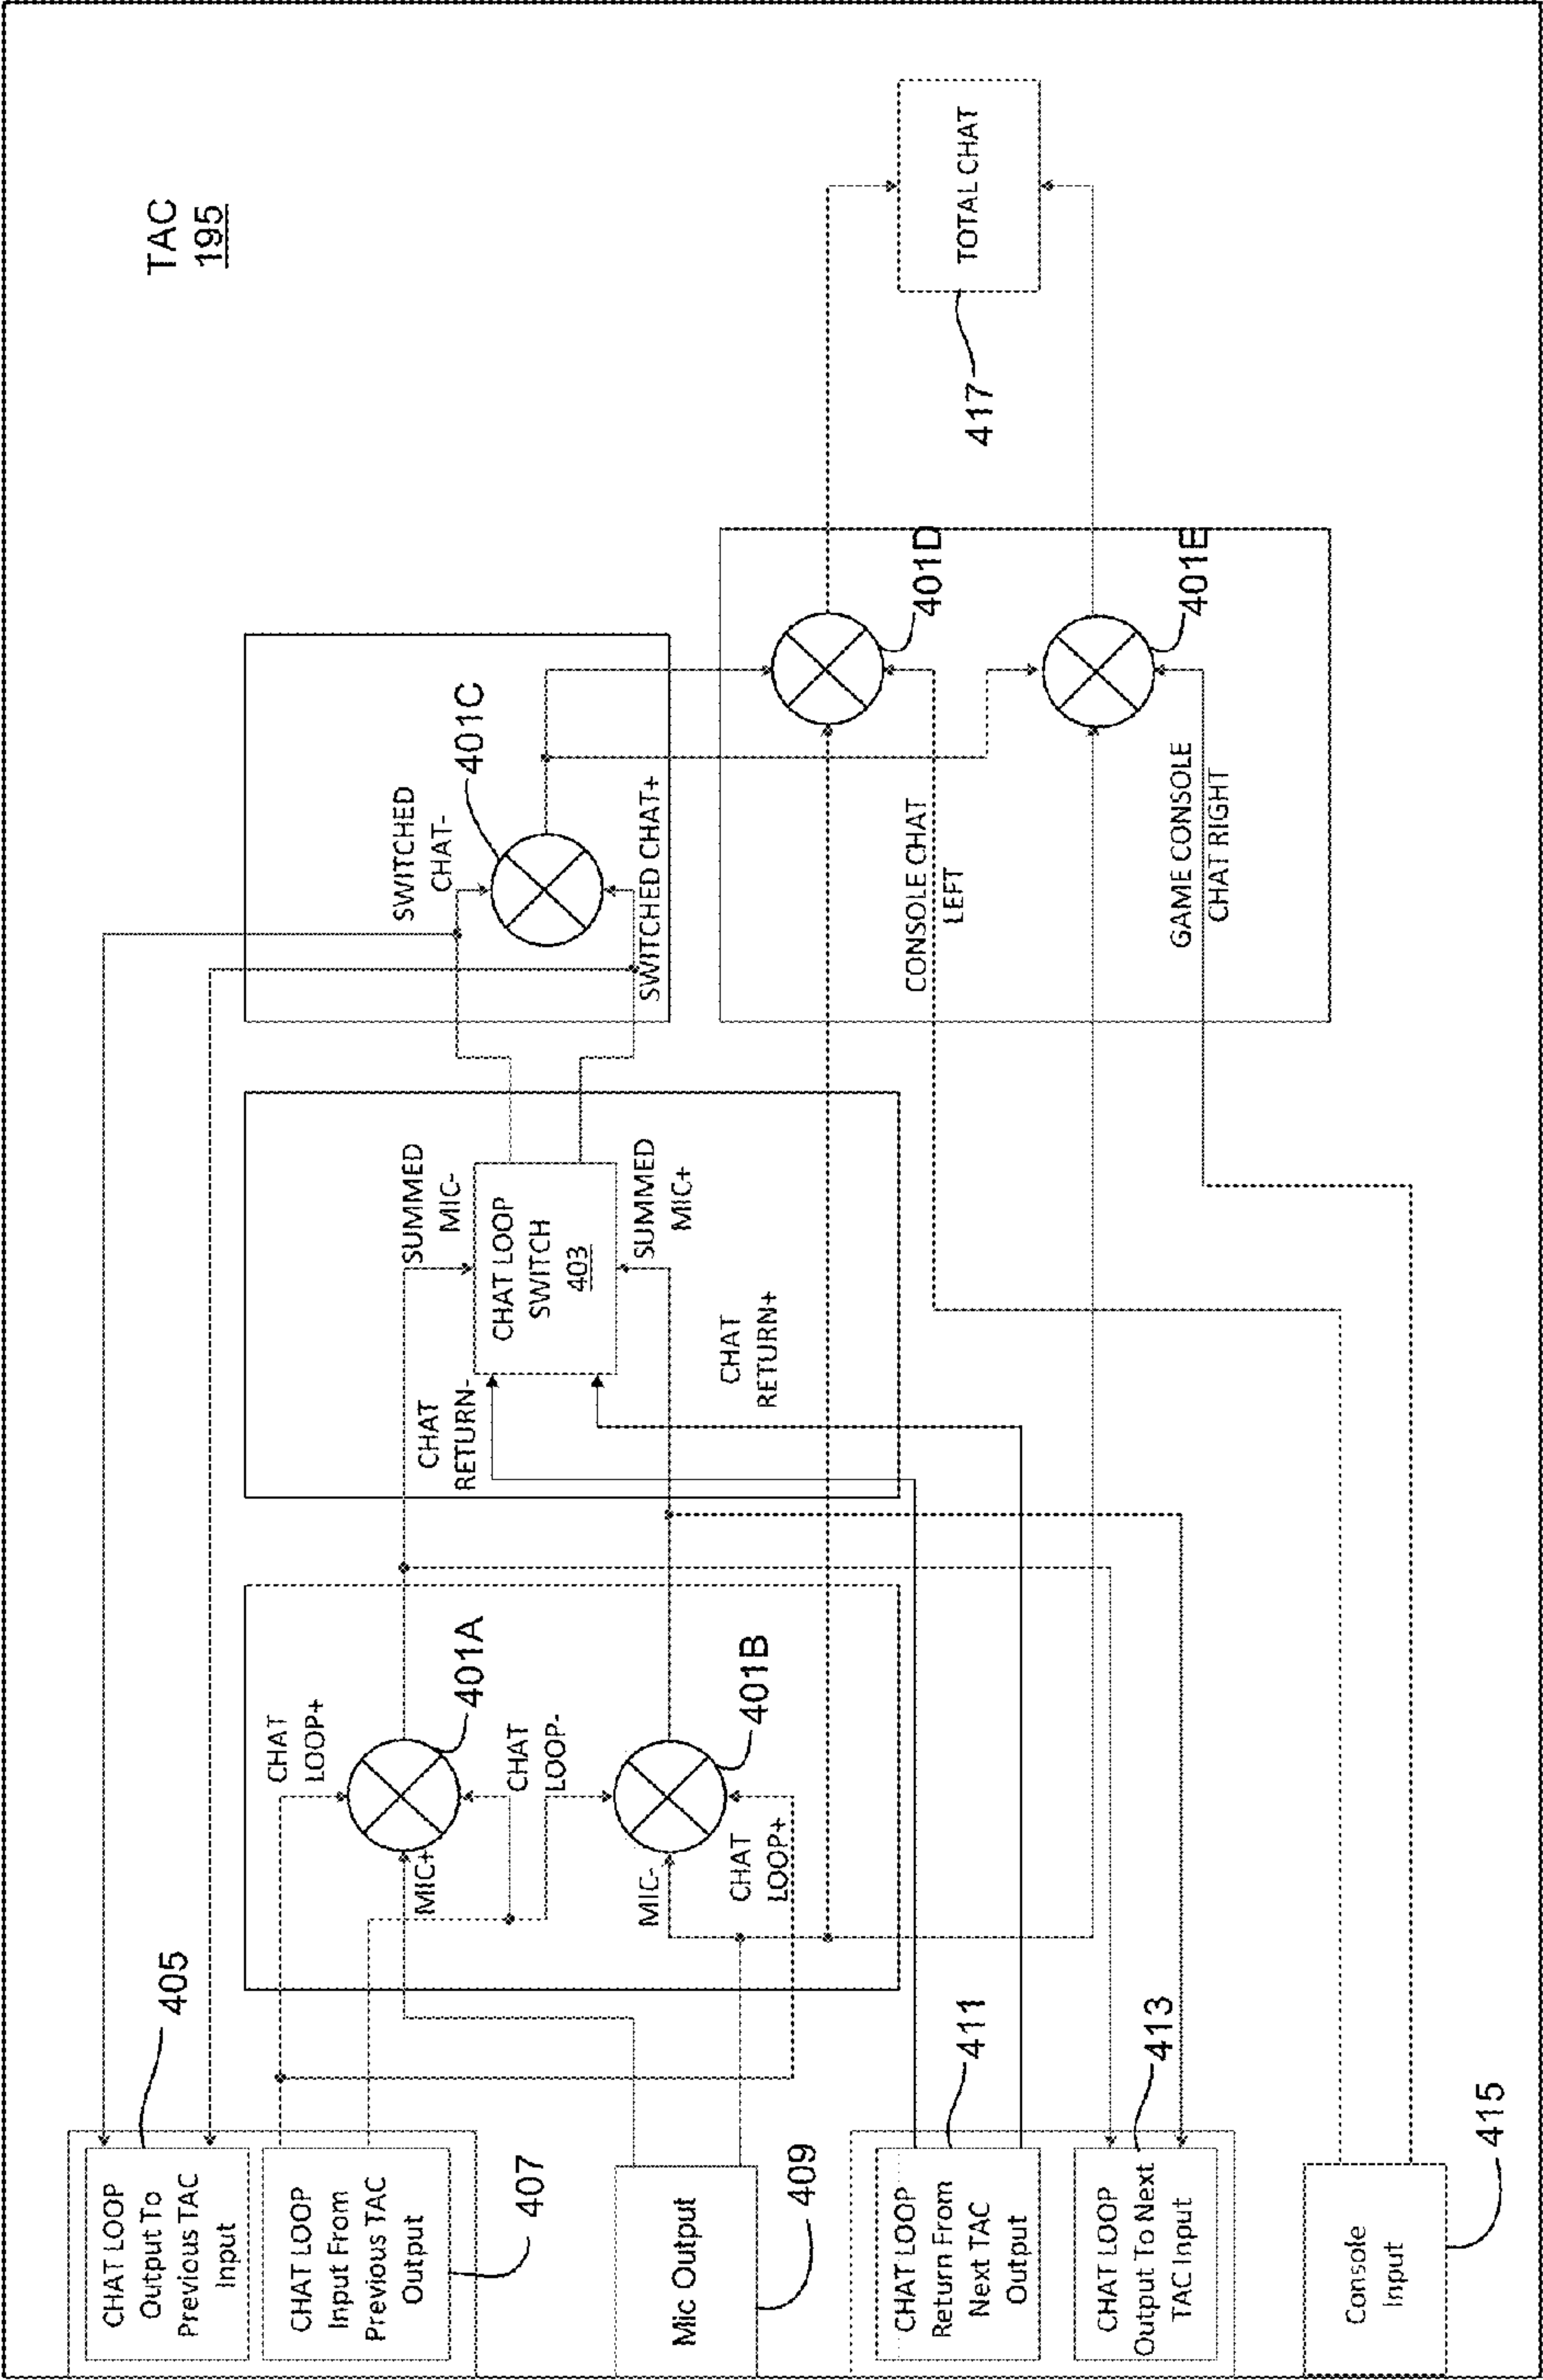 TAC
195
CHAT LOOP
Output To
Previous TAC
Input
405
CHAT LOOP
Input From
Previous TAC
Output
407
Mic Output
409
CHAT LOOP
Return From
Next TAC
Output
411
CHAT LOOP
Output To Next
TAC Input
413
Console
Input
415
CHAT
LOOP+
MIC+
401A
CHAT
LOOP-
MIC-
401B
CHAT
LOOP+
SUMMED
MIC-
CHAT
RETURN-
CHAT LOOP
SWITCH
403
SUMMED
MIC+
CHAT
RETURN+
SWITCHED
CHAT-
401C
SWITCHED CHAT+
CONSOLE CHAT
LEFT
401D
GAME CONSOLE
CHAT RIGHT
401E
TOTAL CHAT
417